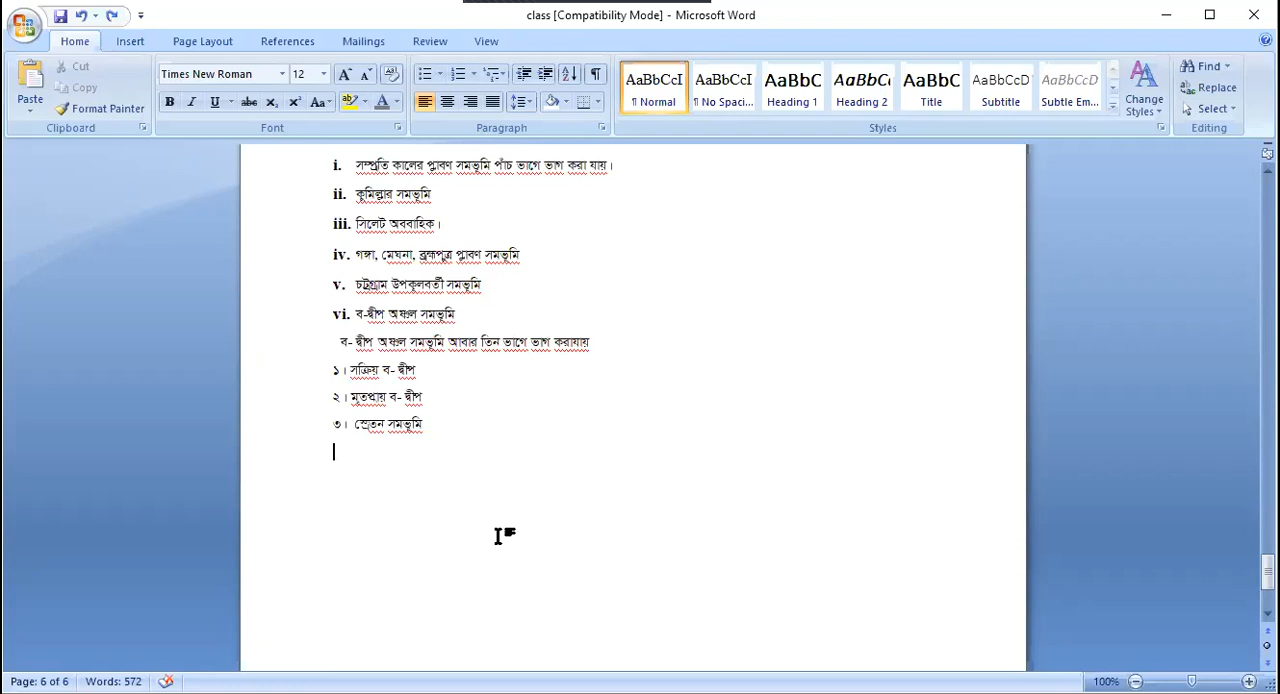 class [Compatibility Mode] - Microsoft Word
Home Insert Page Layout References Mailings Review View
Paste Cut Copy Format Painter Clipboard
Times New Roman 12 Font
Paragraph
AaBbCcI AaBbCcI AaBbC AaBbC AaBbC AaBbCcD AaBbCcD
¶ Normal ¶ No Spaci... Heading 1 Heading 2 Title Subtitle Subtle Em...
Change Styles Styles
Find Replace Select Editing
i. সম্প্রতি কালের প্লাবণ সমভূমি পাঁচ ভাগে ভাগ করা যায়।
ii. কুমিল্লার সমভূমি
iii. সিলেট অববাহিক।
iv. গঙ্গা, মেঘনা, ব্রহ্মপুত্র প্লাবণ সমভূমি
v. চট্রগ্রাম উপকূলবর্তী সমভূমি
vi. ব-দ্বীপ অঞ্চল সমভূমি
ব- দ্বীপ অঞ্চল সমভূমি আবার তিন ভাগে ভাগ করাযায়
১। সক্রিয় ব- দ্বীপ
২। মৃতপ্রায় ব- দ্বীপ
৩। স্রেতন সমভূমি
Page: 6 of 6 Words: 572 100%